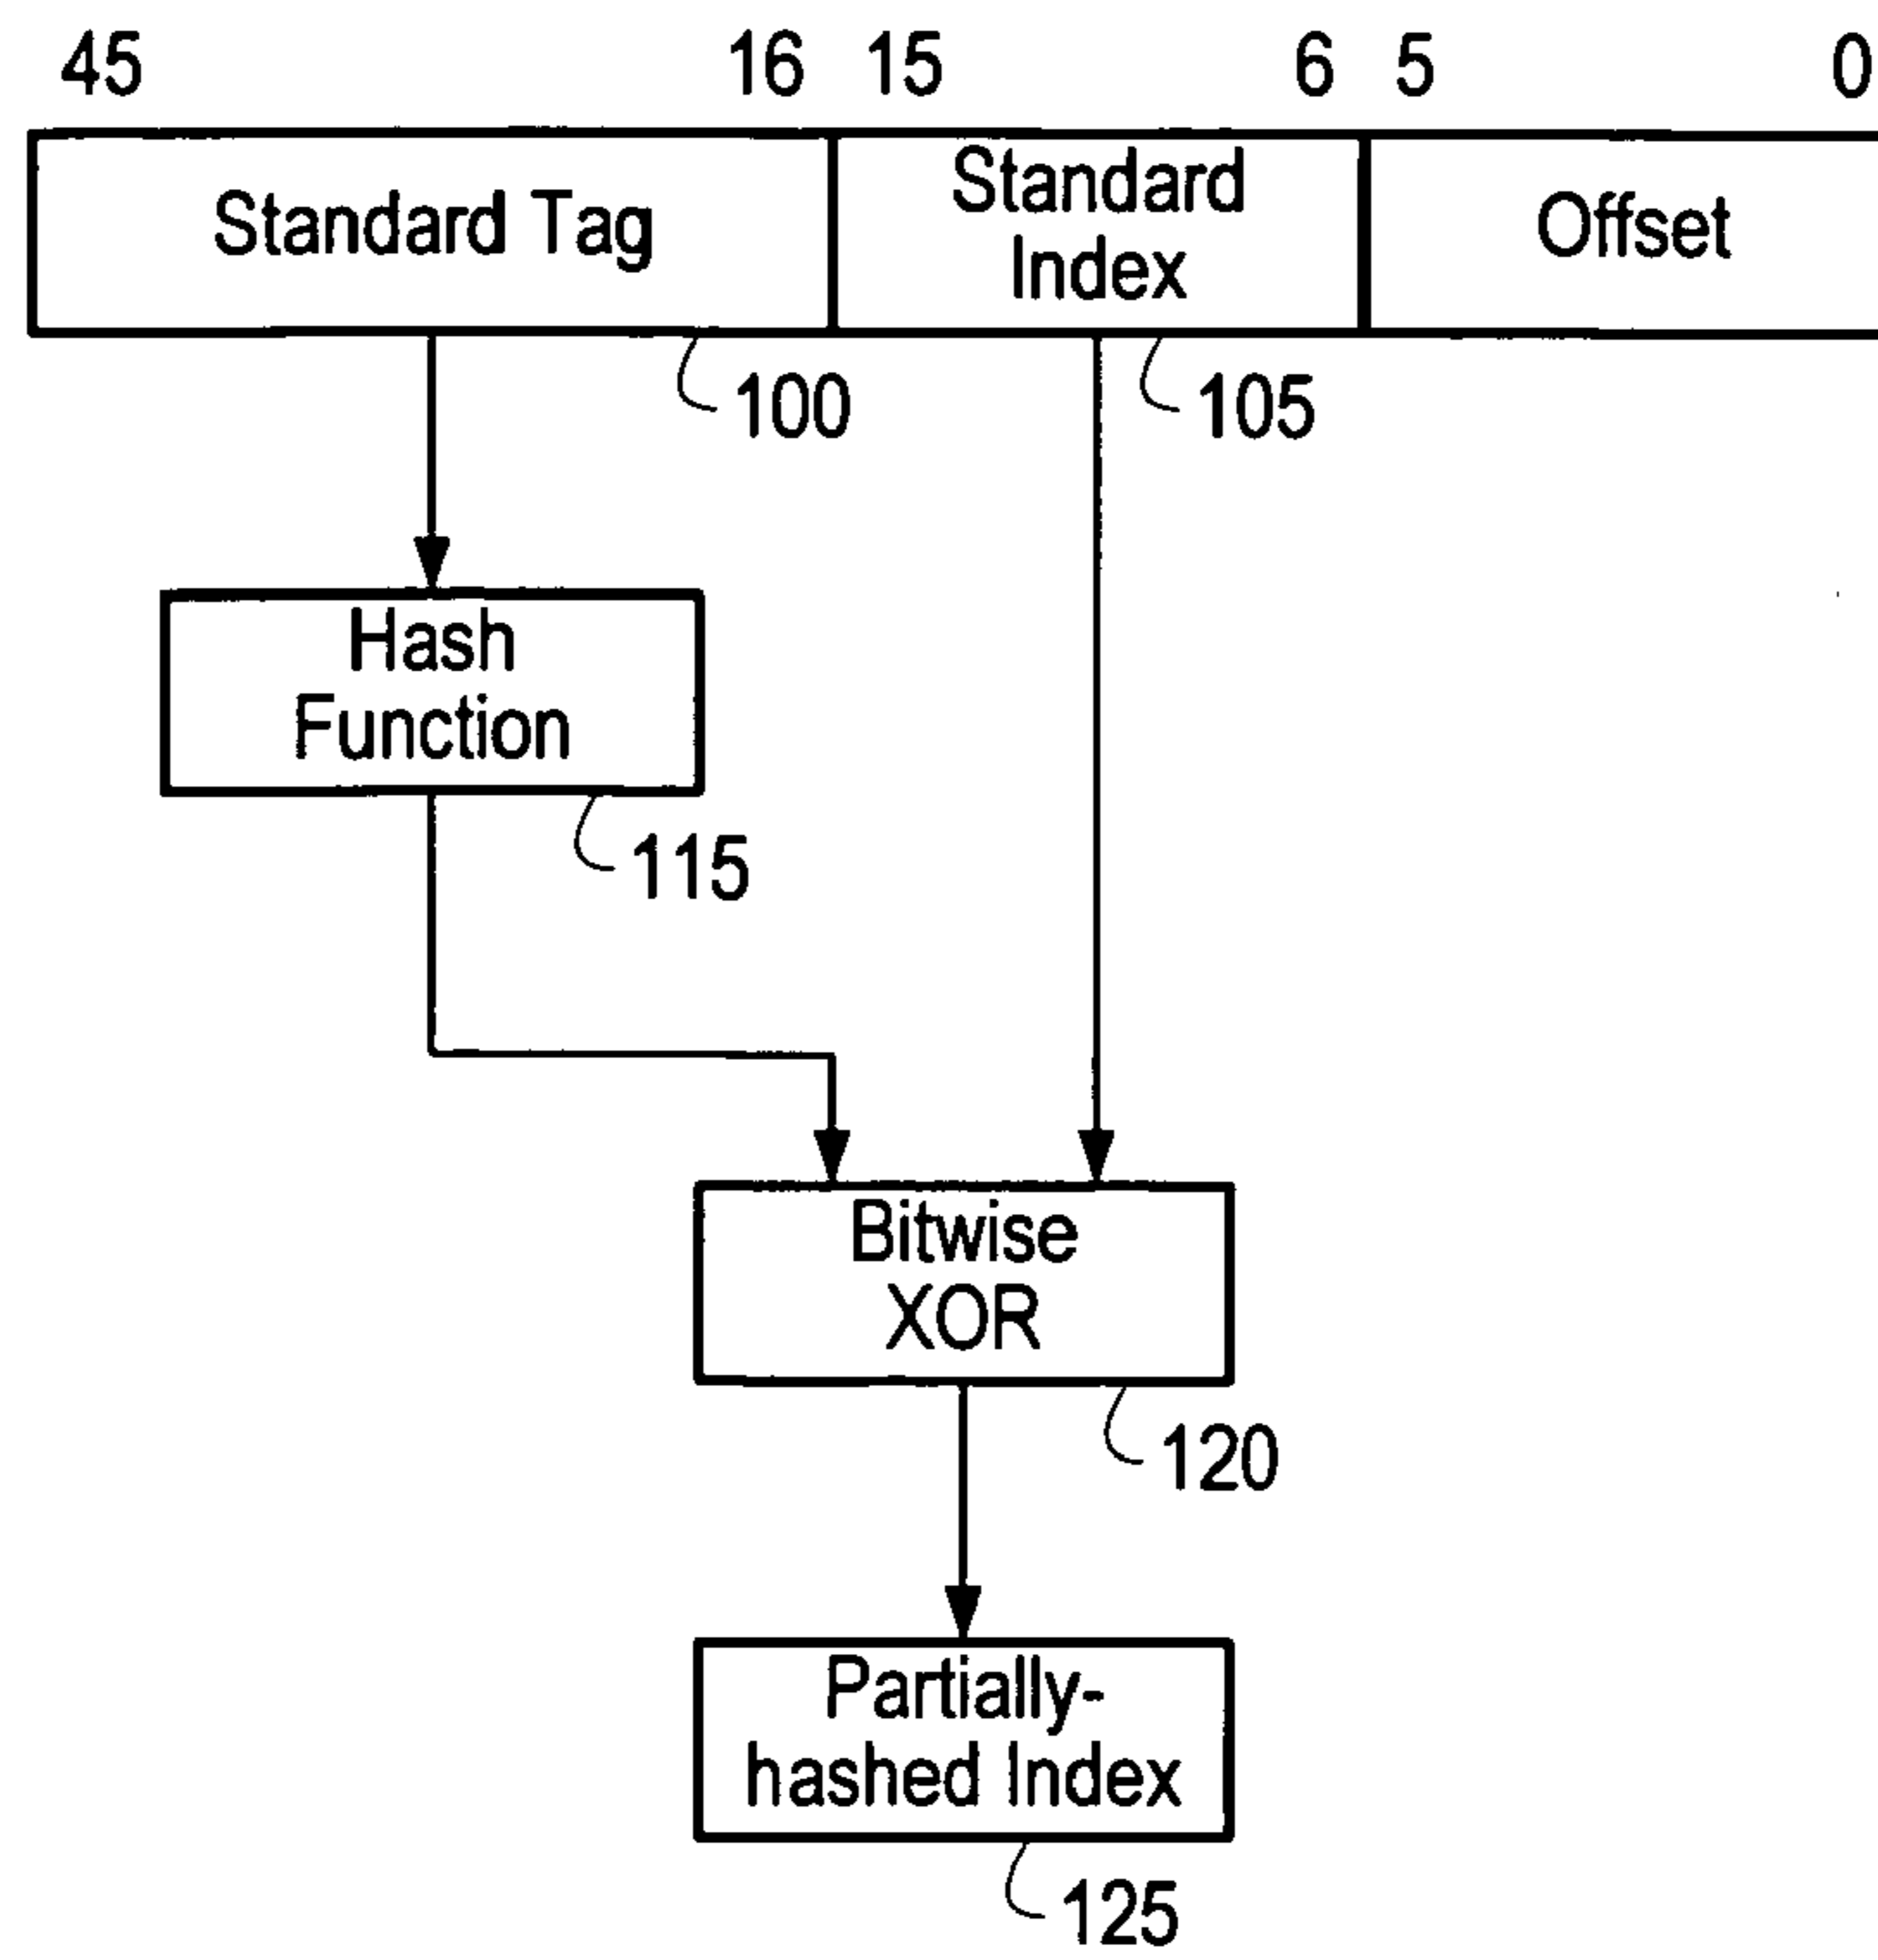 45 16 15 6 5 0
Standard Tag
Standard
Index
Offset
100
105
Hash
Function
115
Bitwise
XOR
120
Partially-
hashed Index
125